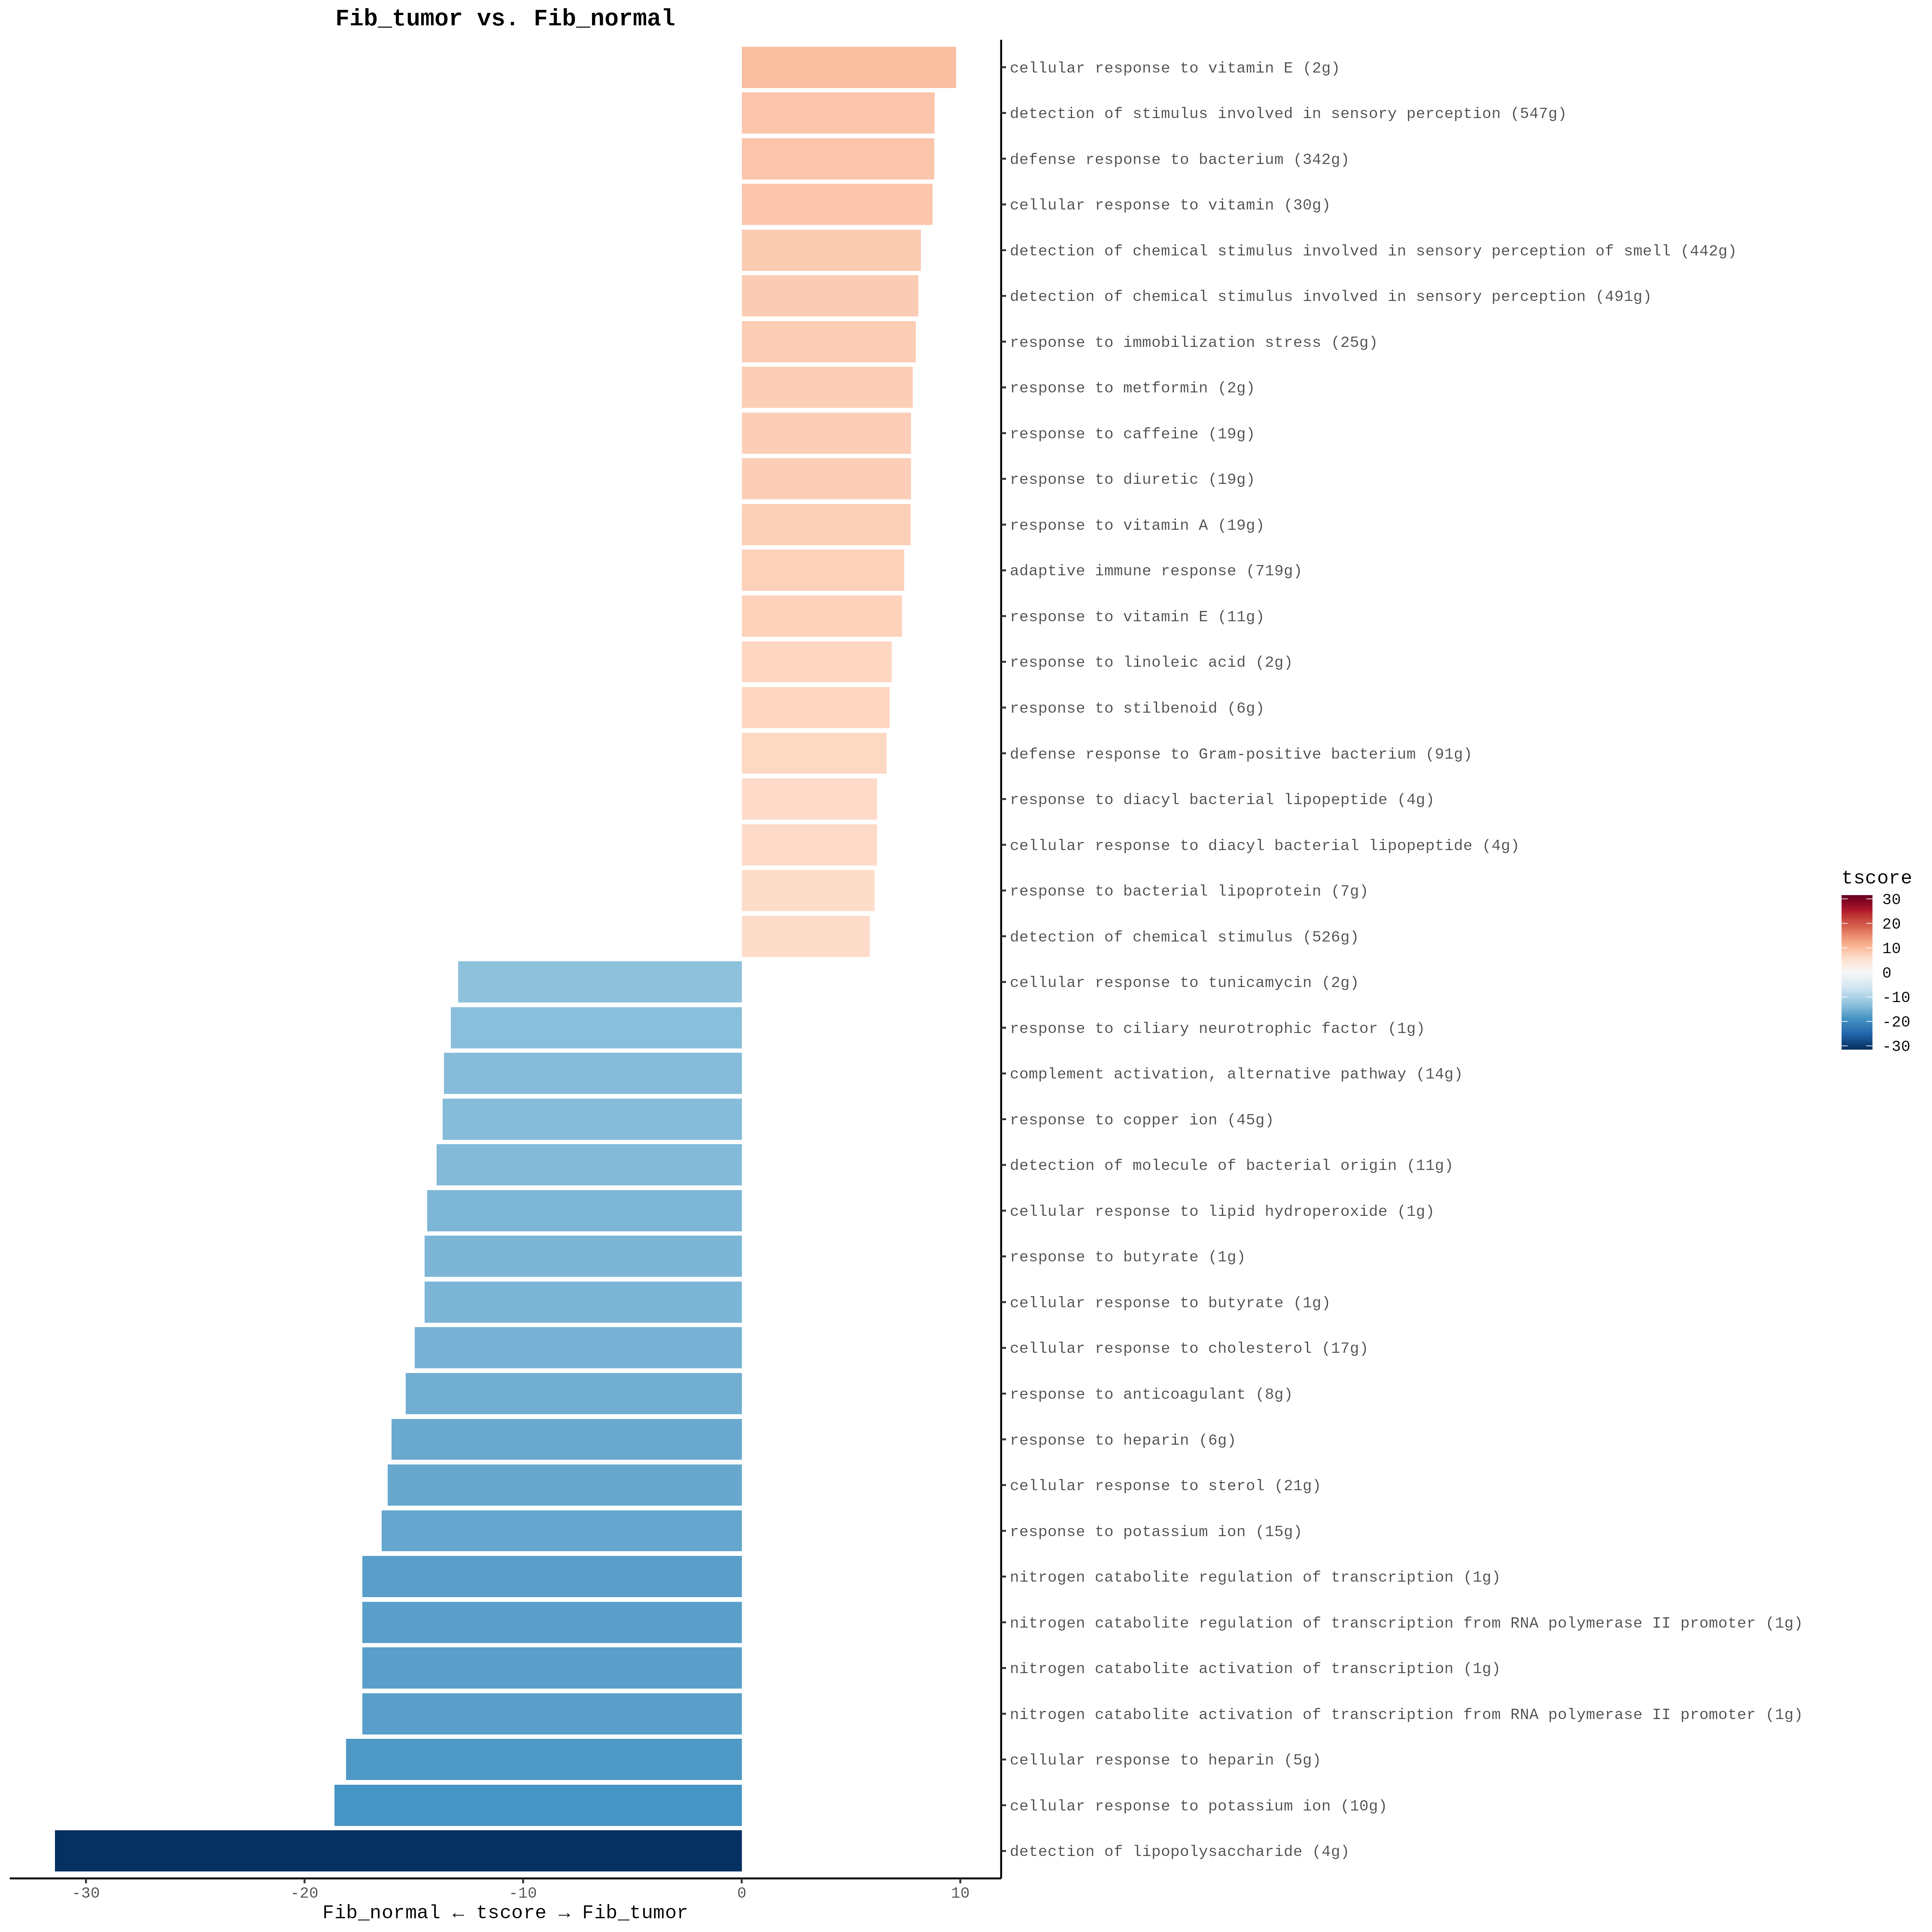 Fib_tumor vs. Fib_normal
cellular response to vitamin E (2g)
detection of stimulus involved in sensory perception (547g)
defense response to bacterium (342g)
cellular response to vitamin (30g)
detection of chemical stimulus involved in sensory perception of smell (442g)
detection of chemical stimulus involved in sensory perception (491g)
response to immobilization stress (25g)
response to metformin (2g)
response to caffeine (19g)
response to diuretic (19g)
response to vitamin A (19g)
adaptive immune response (719g)
response to vitamin E (11g)
response to linoleic acid (2g)
response to stilbenoid (6g)
defense response to Gram-positive bacterium (91g)
response to diacyl bacterial lipopeptide (4g)
cellular response to diacyl bacterial lipopeptide (4g)
response to bacterial lipoprotein (7g)
detection of chemical stimulus (526g)
cellular response to tunicamycin (2g)
response to ciliary neurotrophic factor (1g)
complement activation, alternative pathway (14g)
response to copper ion (45g)
detection of molecule of bacterial origin (11g)
cellular response to lipid hydroperoxide (1g)
response to butyrate (1g)
cellular response to butyrate (1g)
cellular response to cholesterol (17g)
response to anticoagulant (8g)
response to heparin (6g)
cellular response to sterol (21g)
response to potassium ion (15g)
nitrogen catabolite regulation of transcription (1g)
nitrogen catabolite regulation of transcription from RNA polymerase II promoter (1g)
nitrogen catabolite activation of transcription (1g)
nitrogen catabolite activation of transcription from RNA polymerase II promoter (1g)
cellular response to heparin (5g)
cellular response to potassium ion (10g)
detection of lipopolysaccharide (4g)
-30 -20 -10 0 10
Fib_normal ← tscore → Fib_tumor
tscore
30
20
10
0
-10
-20
-30